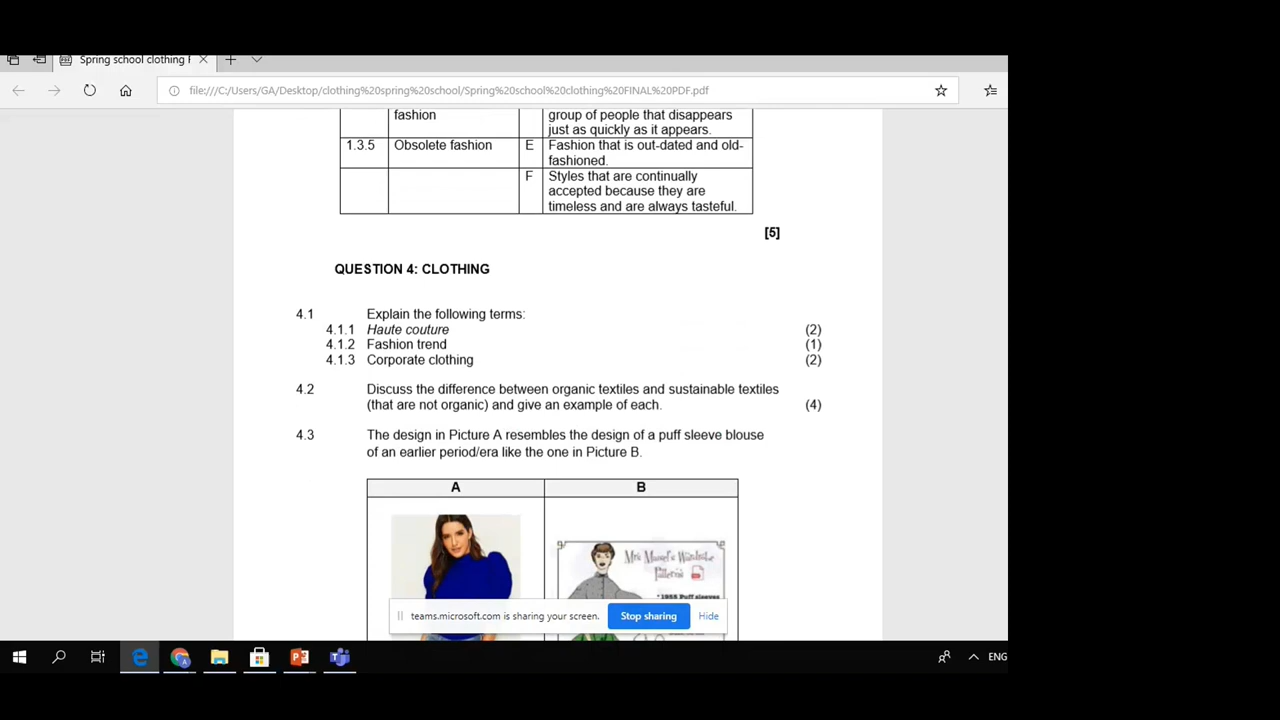 Spring school clothing F
file:///C:/Users/GA/Desktop/clothing%20spring%20school/Spring%20school%20clothing%20FINAL%20PDF.pdf
fashion
group of people that disappears
just as quickly as it appears.
1.3.5 Obsolete fashion E Fashion that is out-dated and old-
fashioned.
F Styles that are continually
accepted because they are
timeless and are always tasteful.
[5]
QUESTION 4: CLOTHING
4.1 Explain the following terms:
4.1.1 Haute couture (2)
4.1.2 Fashion trend (1)
4.1.3 Corporate clothing (2)
4.2 Discuss the difference between organic textiles and sustainable textiles
(that are not organic) and give an example of each. (4)
4.3 The design in Picture A resembles the design of a puff sleeve blouse
of an earlier period/era like the one in Picture B.
A B
Patterns
Puff sleeves
teams.microsoft.com is sharing your screen. Stop sharing Hide
ENG